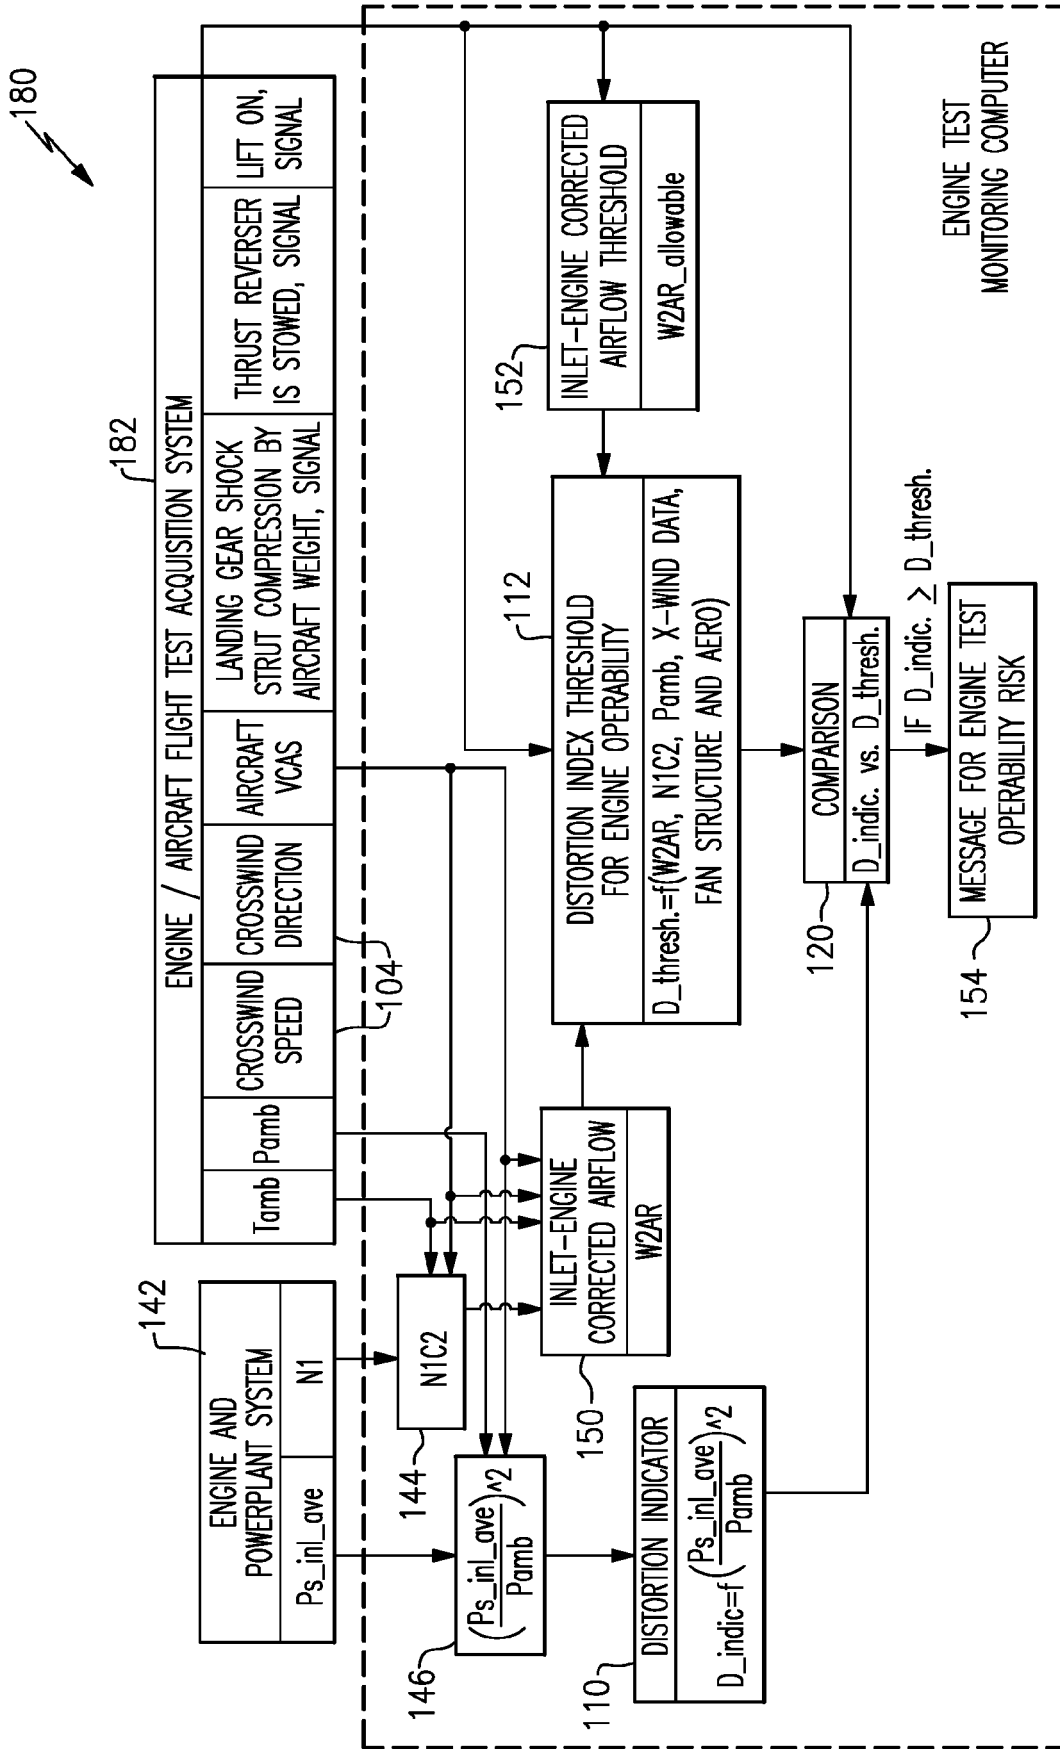 180
142
ENGINE AND
POWERPLANT SYSTEM
Ps_inl_ave
N1
182
ENGINE / AIRCRAFT FLIGHT TEST ACQUISITION SYSTEM
Tamb
Pamb
CROSSWIND
SPEED
CROSSWIND
DIRECTION
104
AIRCRAFT
VCAS
LANDING GEAR SHOCK
STRUT COMPRESSION BY
AIRCRAFT WEIGHT, SIGNAL
THRUST REVERSER
IS STOWED, SIGNAL
LIFT ON,
SIGNAL
144
N1C2
146
(Ps_inl_ave/Pamb)^2
150
INLET-ENGINE
CORRECTED AIRFLOW
W2AR
112
DISTORTION INDEX THRESHOLD
FOR ENGINE OPERABILITY
D_thresh.=f(W2AR, N1C2, Pamb, X-WIND DATA,
FAN STRUCTURE AND AERO)
152
INLET-ENGINE CORRECTED
AIRFLOW THRESHOLD
W2AR_allowable
110
DISTORTION INDICATOR
D_indic=f(Ps_inl_ave/Pamb)^2
120
COMPARISON
D_indic. vs. D_thresh.
IF D_indic. ≥ D_thresh.
154
MESSAGE FOR ENGINE TEST
OPERABILITY RISK
ENGINE TEST
MONITORING COMPUTER